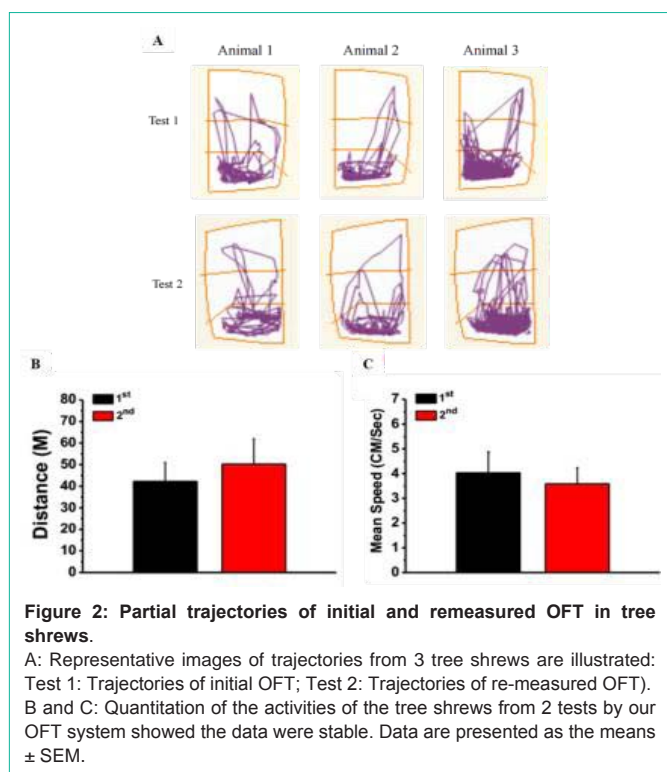 A
Animal 1 Animal 2 Animal 3
Test 1
Test 2
B
1st
2nd
Distance (M)
80
70
60
50
40
30
20
10
0
C
1st
2nd
Mean Speed (CM/Sec)
7
6
5
4
3
2
1
0
Figure 2: Partial trajectories of initial and remeasured OFT in tree
shrews.
A: Representative images of trajectories from 3 tree shrews are illustrated:
Test 1: Trajectories of initial OFT; Test 2: Trajectories of re-measured OFT).
B and C: Quantitation of the activities of the tree shrews from 2 tests by our
OFT system showed the data were stable. Data are presented as the means
± SEM.